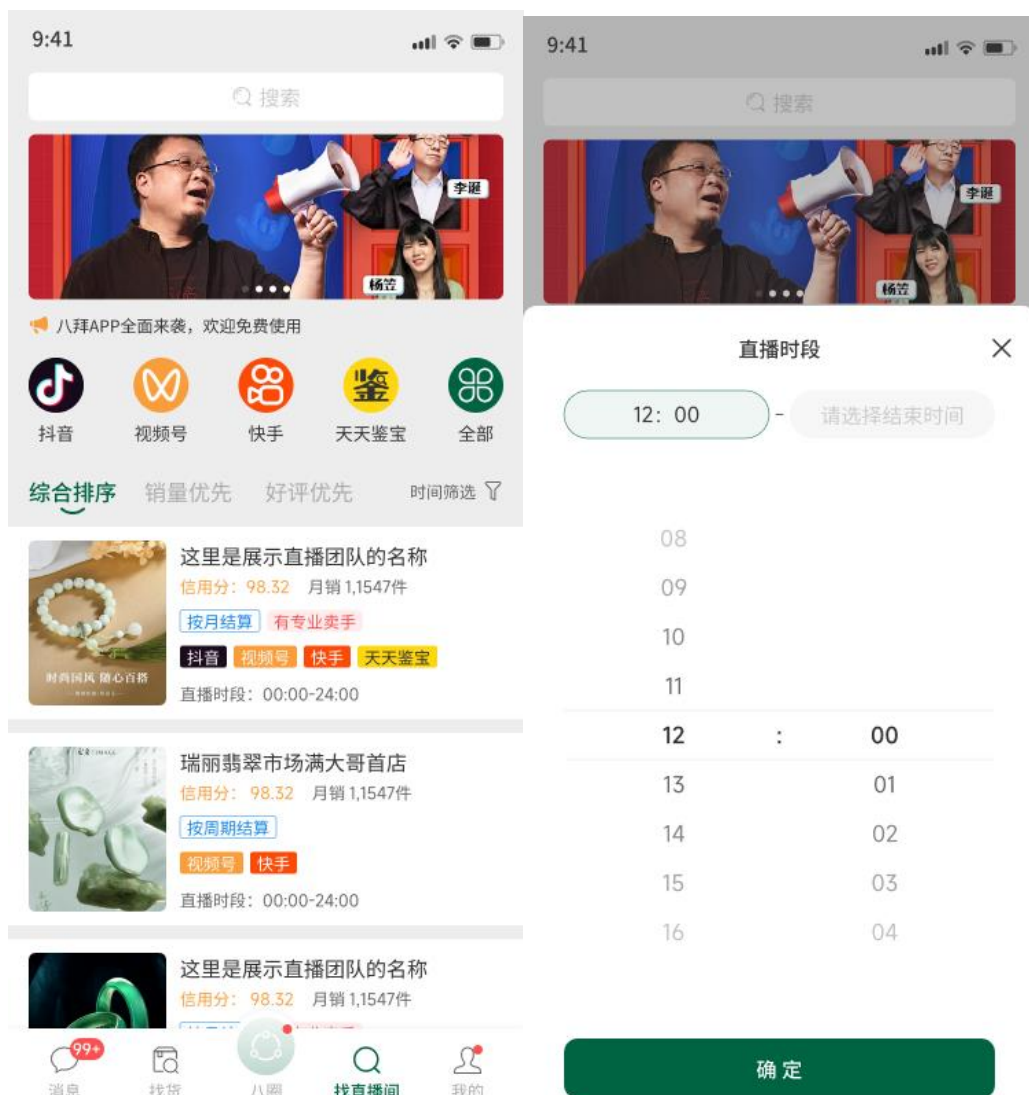 9:41
搜索
李诞
杨笠
八拜APP全面来袭，欢迎免费使用
抖音 视频号 快手 天天鉴宝 全部
综合排序 销量优先 好评优先 时间筛选
这里是展示直播团队的名称
信用分：98.32 月销 1,1547件
按月结算 有专业卖手
抖音 视频号 快手 天天鉴宝
直播时段：00:00-24:00
时尚国风 随心百搭
瑞丽翡翠市场满大哥首店
信用分： 98.32 月销 1,1547件
按周期结算
视频号 快手
直播时段：00:00-24:00
这里是展示直播团队的名称
信用分： 98.32 月销 1,1547件
99+
消息 找货 八圈 找直播间 我的
9:41
搜索
李诞
杨笠
直播时段
12：00 - 请选择结束时间
08
09
10
11
12 : 00
13 01
14 02
15 03
16 04
确定